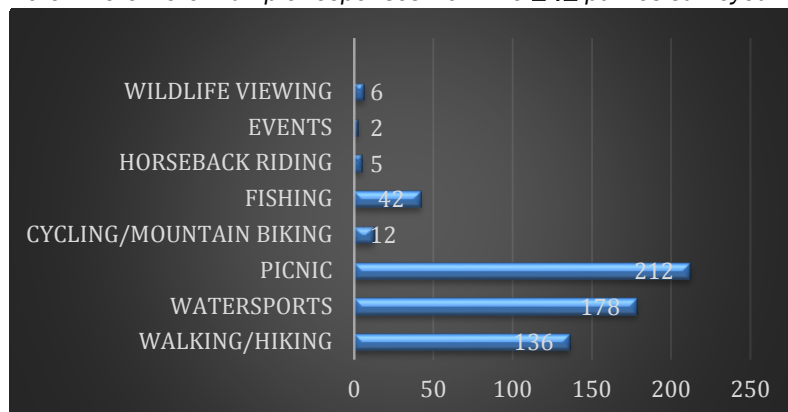 WILDLIFE VIEWING 6
EVENTS 2
HORSEBACK RIDING 5
FISHING 42
CYCLING/MOUNTAIN BIKING 12
PICNIC 212
WATERSPORTS 178
WALKING/HIKING 136
0 50 100 150 200 250